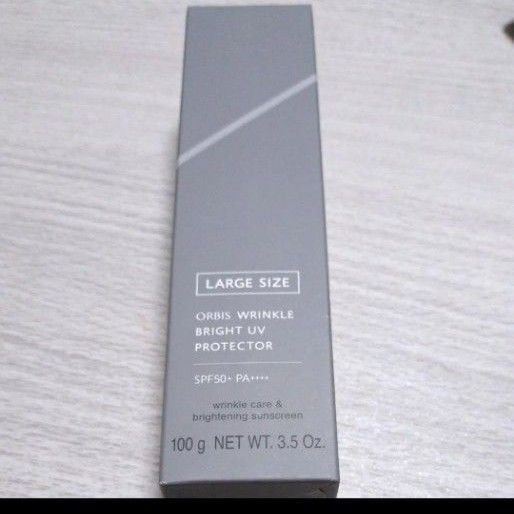 LARGE SIZE
ORBIS WRINKLE
BRIGHT UV
PROTECTOR
SPF50+ PA++++
wrinkle care &
brightening sunscreen
100 g NET WT. 3.5 Oz.